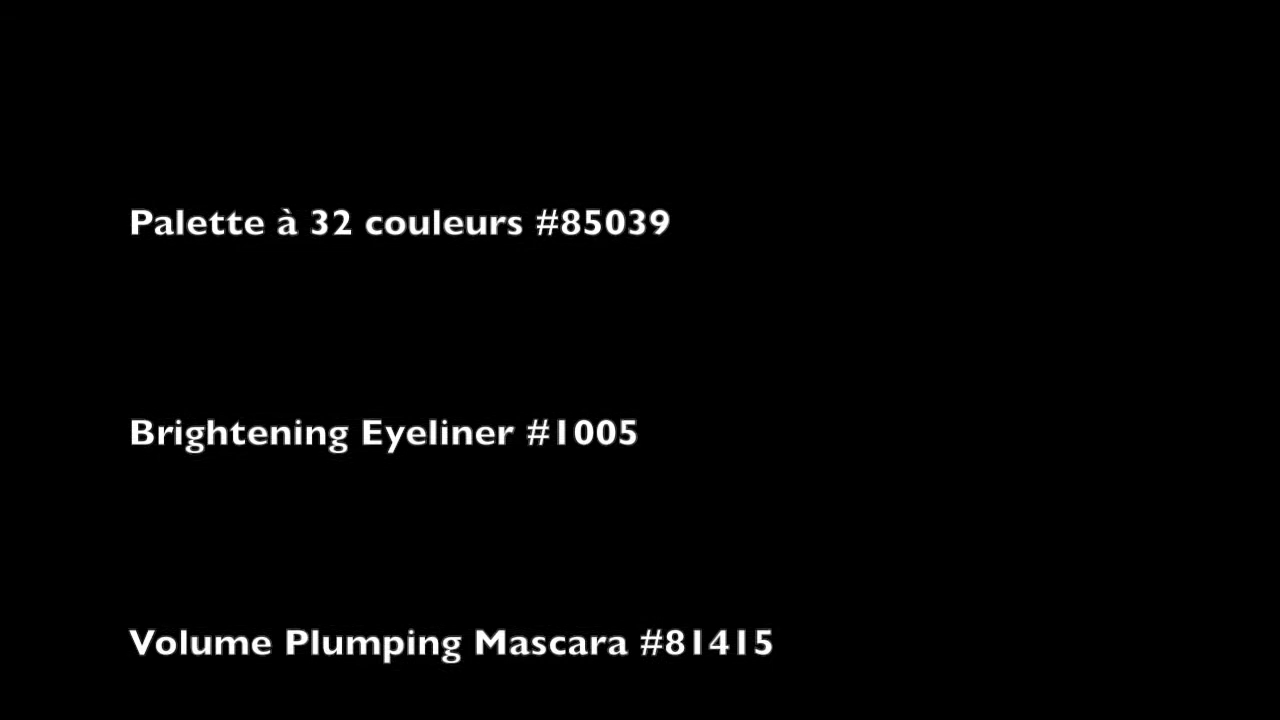 Palette à 32 couleurs #85039
Brightening Eyeliner #1005
Volume Plumping Mascara #81415